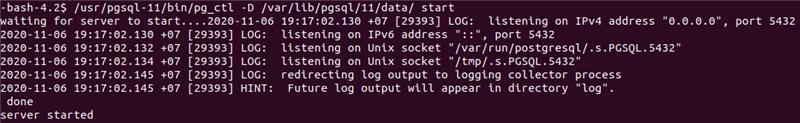 -bash-4.2$ /usr/pgsql-11/bin/pg_ctl -D /var/lib/pgsql/11/data/ start
waiting for server to start....2020-11-06 19:17:02.130 +07 [29393] LOG:  listening on IPv4 address "0.0.0.0", port 5432
2020-11-06 19:17:02.130 +07 [29393] LOG:  listening on IPv6 address "::", port 5432
2020-11-06 19:17:02.132 +07 [29393] LOG:  listening on Unix socket "/var/run/postgresql/.s.PGSQL.5432"
2020-11-06 19:17:02.134 +07 [29393] LOG:  listening on Unix socket "/tmp/.s.PGSQL.5432"
2020-11-06 19:17:02.145 +07 [29393] LOG:  redirecting log output to logging collector process
2020-11-06 19:17:02.145 +07 [29393] HINT:  Future log output will appear in directory "log".
 done
server started